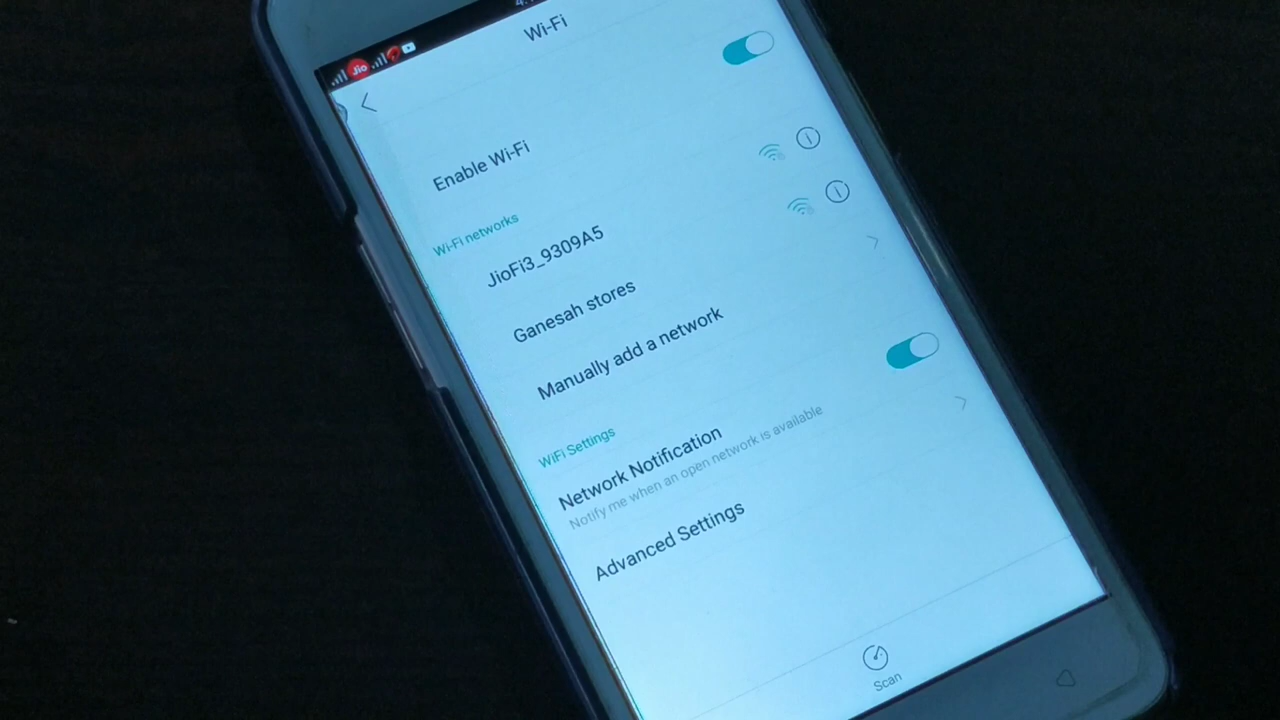 Jio
Wi-Fi
Enable Wi-Fi
Wi-Fi networks
JioFi3_9309A5
Ganesah stores
Manually add a network
WiFi Settings
Network Notification
Notify me when an open network is available
Advanced Settings
Scan